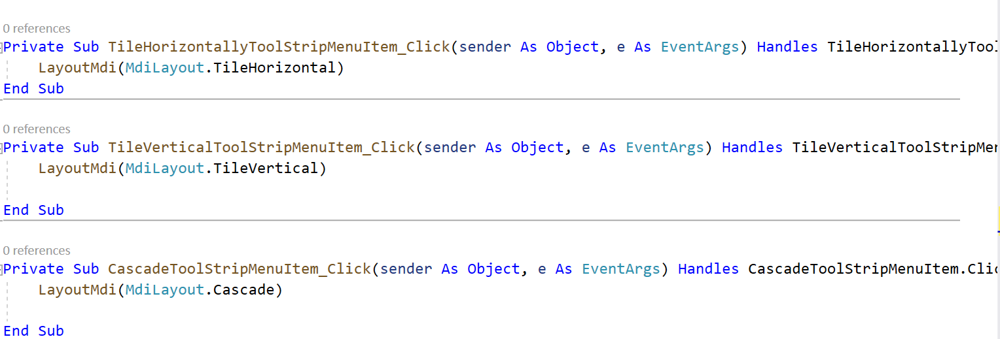 0 references
Private Sub TileHorizontallyToolStripMenuItem_Click(sender As Object, e As EventArgs) Handles TileHorizontallyTool
LayoutMdi(MdiLayout.TileHorizontal)
End Sub
0 references
Private Sub TileVerticalToolStripMenuItem_Click(sender As Object, e As EventArgs) Handles TileVerticalToolStripMen
LayoutMdi(MdiLayout.TileVertical)
End Sub
0 references
Private Sub CascadeToolStripMenuItem_Click(sender As Object, e As EventArgs) Handles CascadeToolStripMenuItem.Clic
LayoutMdi(MdiLayout.Cascade)
End Sub